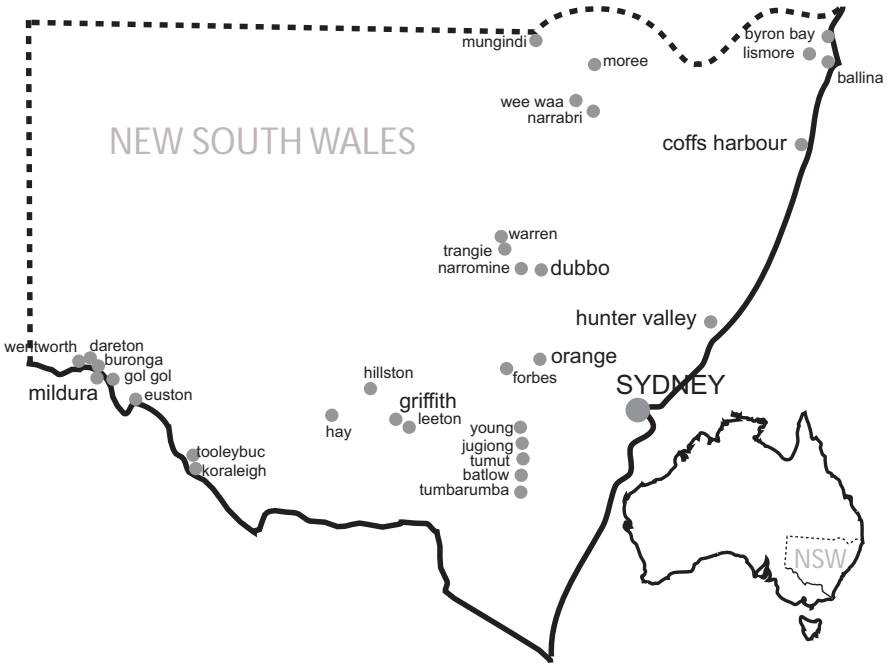 mungindi
byron bay
lismore
ballina
moree
wee waa
narrabri
NEW SOUTH WALES
coffs harbour
warren
trangie
narromine
dubbo
hunter valley
wentworth
dareton
buronga
gol gol
mildura
euston
orange
forbes
hillston
SYDNEY
griffith
leeton
hay
young
jugiong
tumut
batlow
tumbarumba
tooleybuc
koraleigh
NSW